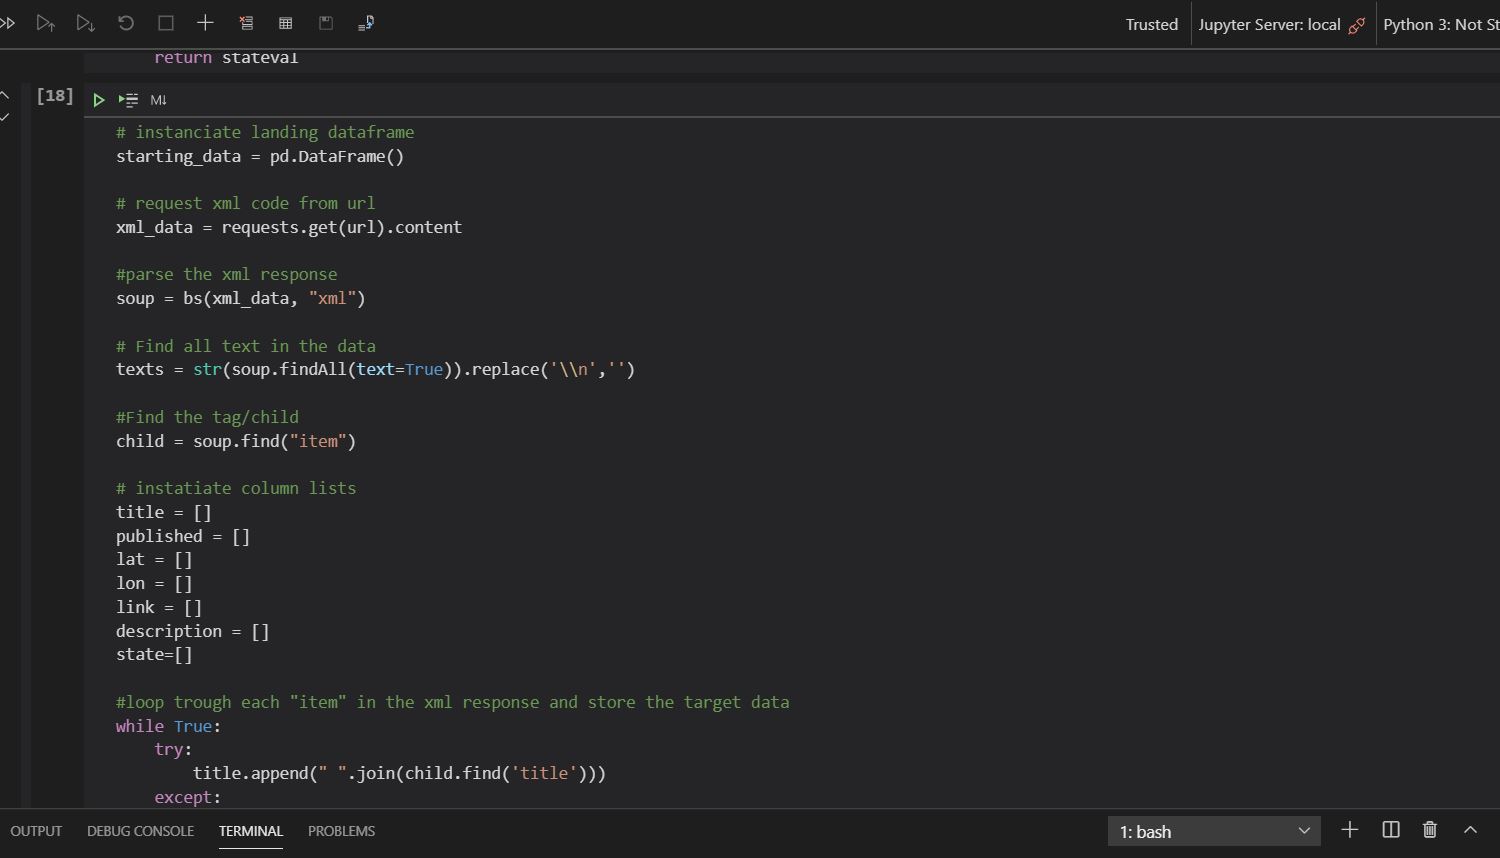 Trusted
Jupyter Server: local
Python 3: Not St
return stateval
[18]
M↓
# instanciate landing dataframe
starting_data = pd.DataFrame()
# request xml code from url
xml_data = requests.get(url).content
#parse the xml response
soup = bs(xml_data, "xml")
# Find all text in the data
texts = str(soup.findAll(text=True)).replace('\\n','')
#Find the tag/child
child = soup.find("item")
# instatiate column lists
title = []
published = []
lat = []
lon = []
link = []
description = []
state=[]
#loop trough each "item" in the xml response and store the target data
while True:
    try:
        title.append(" ".join(child.find('title')))
    except:
OUTPUT
DEBUG CONSOLE
TERMINAL
PROBLEMS
1: bash